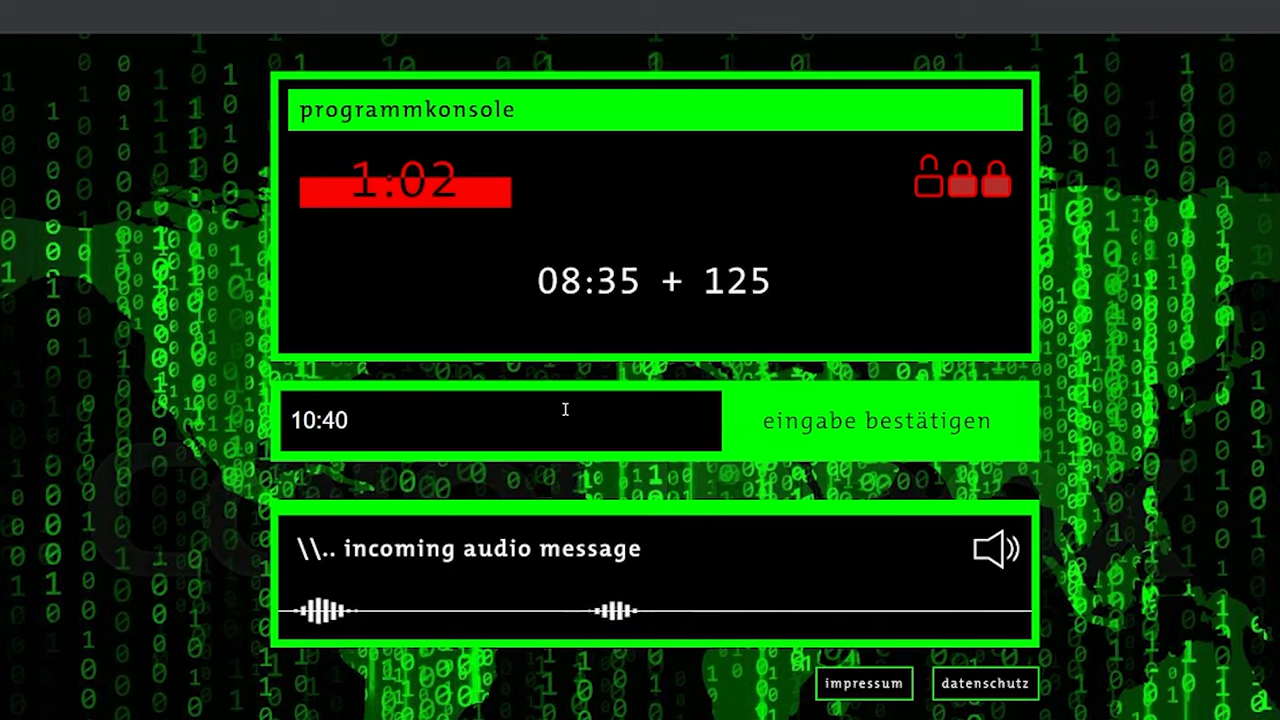 programmkonsole
1:02
08:35 + 125
10:40
eingabe bestätigen
\\.. incoming audio message
impressum
datenschutz